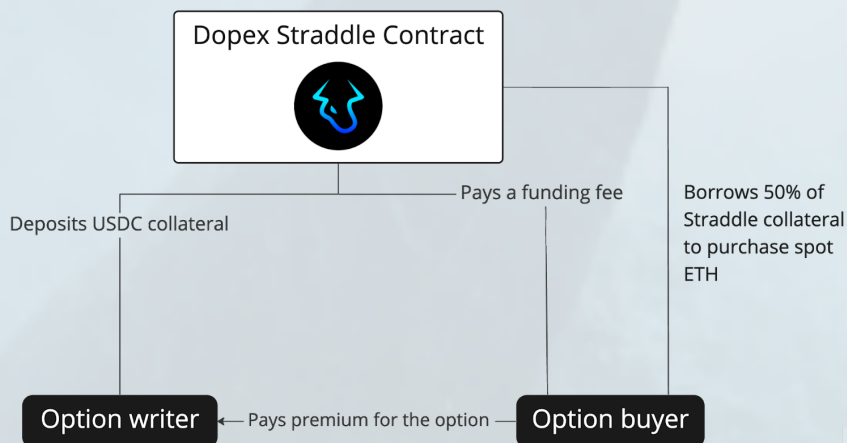 Dopex Straddle Contract
Pays a funding fee
Borrows 50% of
Straddle collateral
to purchase spot
ETH
Deposits USDC collateral
Option writer
Pays premium for the option
Option buyer